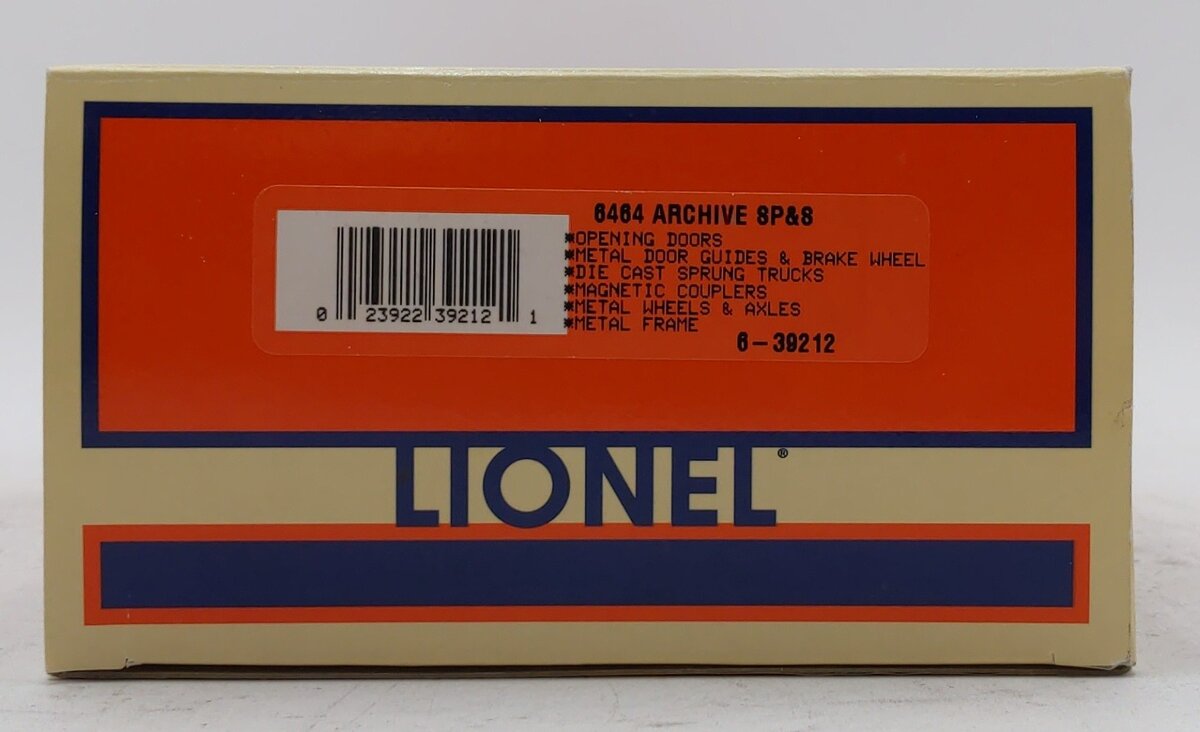 6464 ARCHIVE SP&S
*OPENING DOORS
*METAL DOOR GUIDES & BRAKE WHEEL
*DIE CAST SPRUNG TRUCKS
*MAGNETIC COUPLERS
*METAL WHEELS & AXLES
*METAL FRAME
6-39212
0 23922 39212 1
LIONEL®